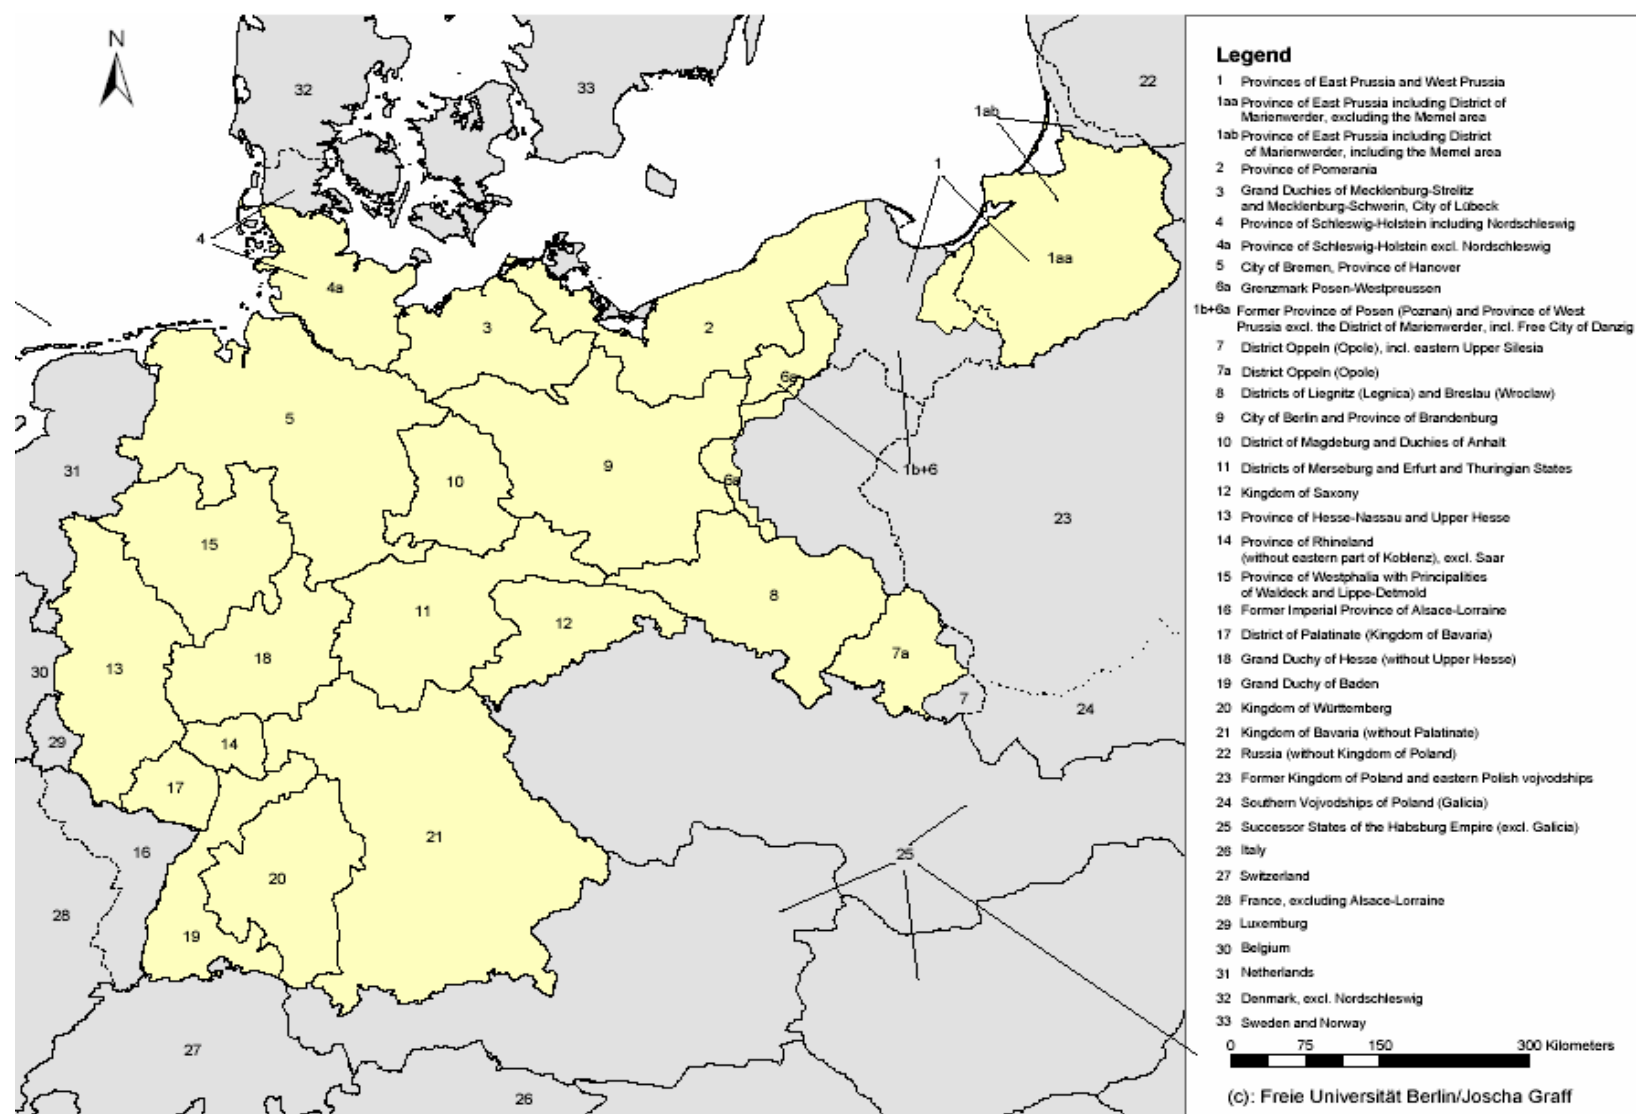 N
32
33
22
1ab
1
4
4a
1aa
3
2
6a
5
31
10
9
6a
1b+6
23
15
8
11
12
13
18
7a
30
7
24
29
14
17
21
16
25
20
28
19
27
26
Legend
1 Provinces of East Prussia and West Prussia
1aa Province of East Prussia including District of
Marienwerder, excluding the Memel area
1ab Province of East Prussia including District
of Marienwerder, including the Memel area
2 Province of Pomerania
3 Grand Duchies of Mecklenburg-Strelitz
and Mecklenburg-Schwerin, City of Lübeck
4 Province of Schleswig-Holstein including Nordschleswig
4a Province of Schleswig-Holstein excl. Nordschleswig
5 City of Bremen, Province of Hanover
6a Grenzmark Posen-Westpreussen
1b+6a Former Province of Posen (Poznan) and Province of West
Prussia excl. the District of Marienwerder, incl. Free City of Danzig
7 District Oppeln (Opole), incl. eastern Upper Silesia
7a District Oppeln (Opole)
8 Districts of Liegnitz (Legnica) and Breslau (Wroclaw)
9 City of Berlin and Province of Brandenburg
10 District of Magdeburg and Duchies of Anhalt
11 Districts of Merseburg and Erfurt and Thuringian States
12 Kingdom of Saxony
13 Province of Hesse-Nassau and Upper Hesse
14 Province of Rhineland
(without eastern part of Koblenz), excl. Saar
15 Province of Westphalia with Principalities
of Waldeck and Lippe-Detmold
16 Former Imperial Province of Alsace-Lorraine
17 District of Palatinate (Kingdom of Bavaria)
18 Grand Duchy of Hesse (without Upper Hesse)
19 Grand Duchy of Baden
20 Kingdom of Württemberg
21 Kingdom of Bavaria (without Palatinate)
22 Russia (without Kingdom of Poland)
23 Former Kingdom of Poland and eastern Polish vojvodships
24 Southern Vojvodships of Poland (Galicia)
25 Successor States of the Habsburg Empire (excl. Galicia)
26 Italy
27 Switzerland
28 France, excluding Alsace-Lorraine
29 Luxemburg
30 Belgium
31 Netherlands
32 Denmark, excl. Nordschleswig
33 Sweden and Norway
0 75 150 300 Kilometers
(c): Freie Universität Berlin/Joscha Graff